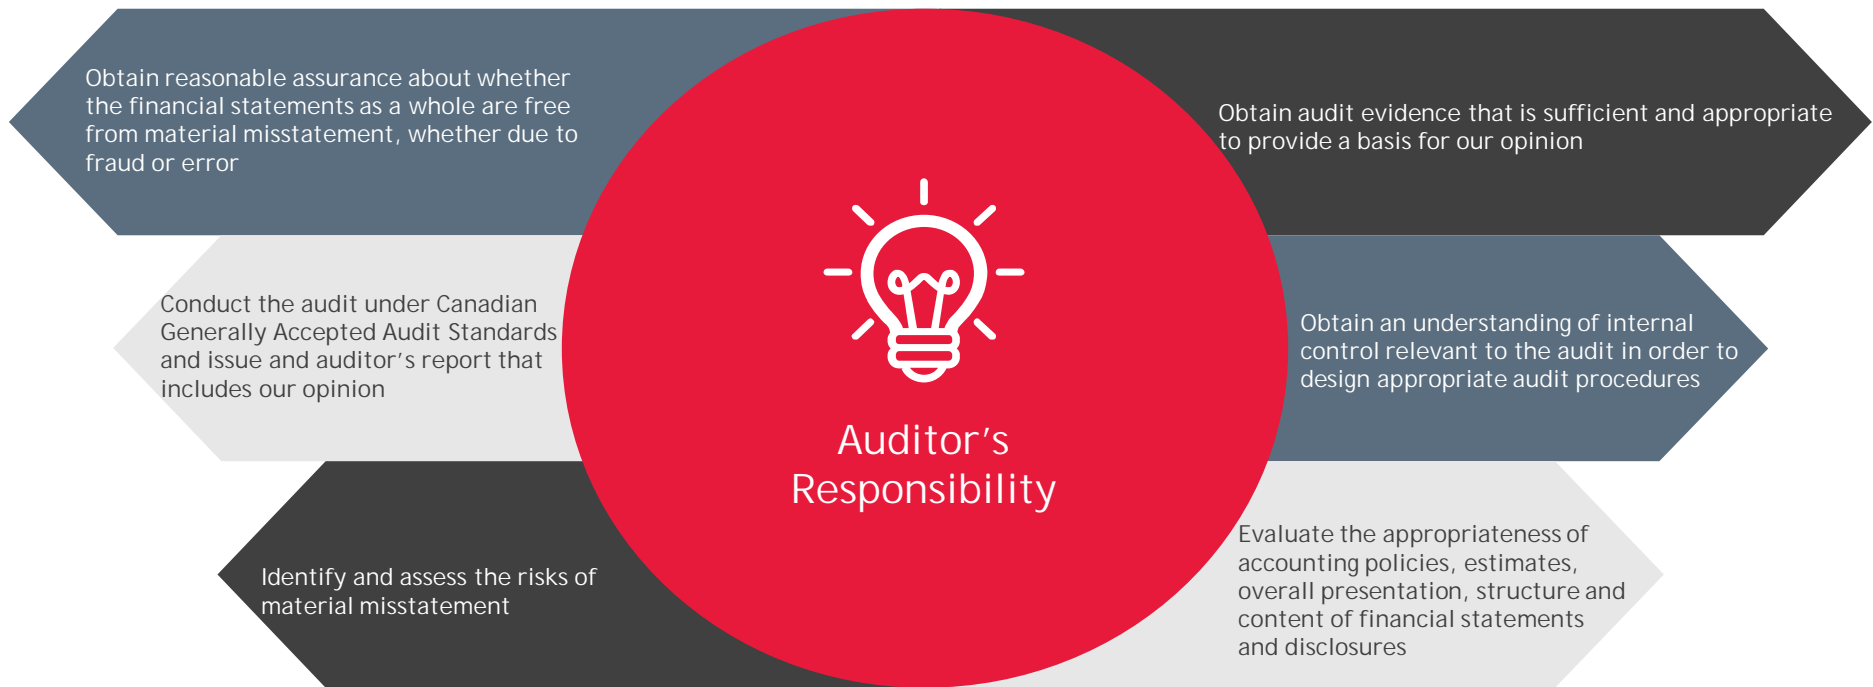 Obtain reasonable assurance about whether
the financial statements as a whole are free
from material misstatement, whether due to
fraud or error
Conduct the audit under Canadian
Generally Accepted Audit Standards
and issue and auditor's report that
includes our opinion
Identify and assess the risks of
material misstatement
Auditor's
Responsibility
Obtain audit evidence that is sufficient and appropriate
to provide a basis for our opinion
Obtain an understanding of internal
control relevant to the audit in order to
design appropriate audit procedures
Evaluate the appropriateness of
accounting policies, estimates,
overall presentation, structure and
content of financial statements
and disclosures